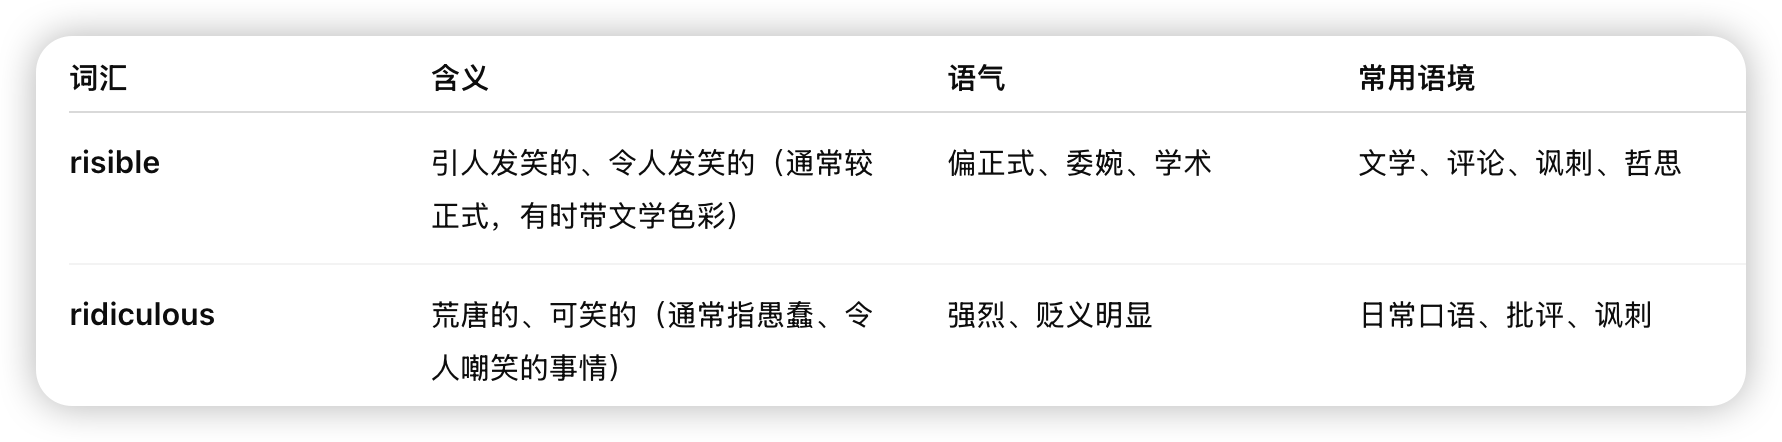 词汇 含义 语气 常用语境
risible 引人发笑的、令人发笑的（通常较 偏正式、委婉、学术 文学、评论、讽刺、哲思
正式，有时带文学色彩）
ridiculous 荒唐的、可笑的（通常指愚蠢、令 强烈、贬义明显 日常口语、批评、讽刺
人嘲笑的事情）